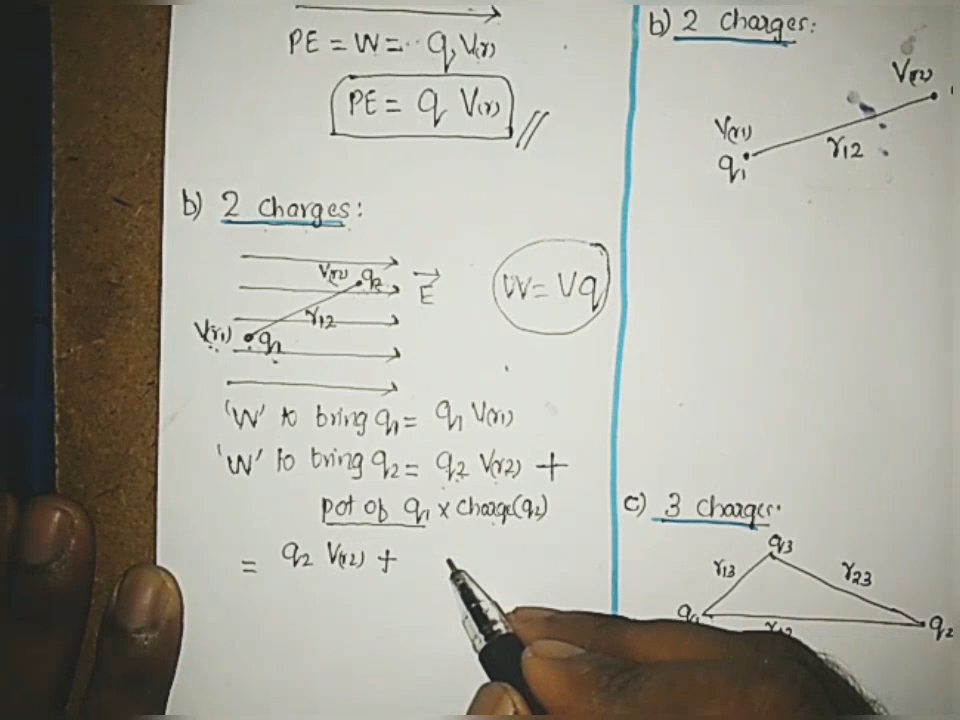 PE = W = q V(r)
PE = q V(r) //
b) 2 charges:
V(r2) q2
E
r12
V(r1) q1
W = Vq
'W' to bring q1 = q1 V(r1)
'W' to bring q2 = q2 V(r2) +
pot of q1 × charge(q2)
= q2 V(r2) +
b) 2 charges:
V(r2)
V(r1)
q1
r12
c) 3 charges:
q3
r13
r23
q1
r12
q2